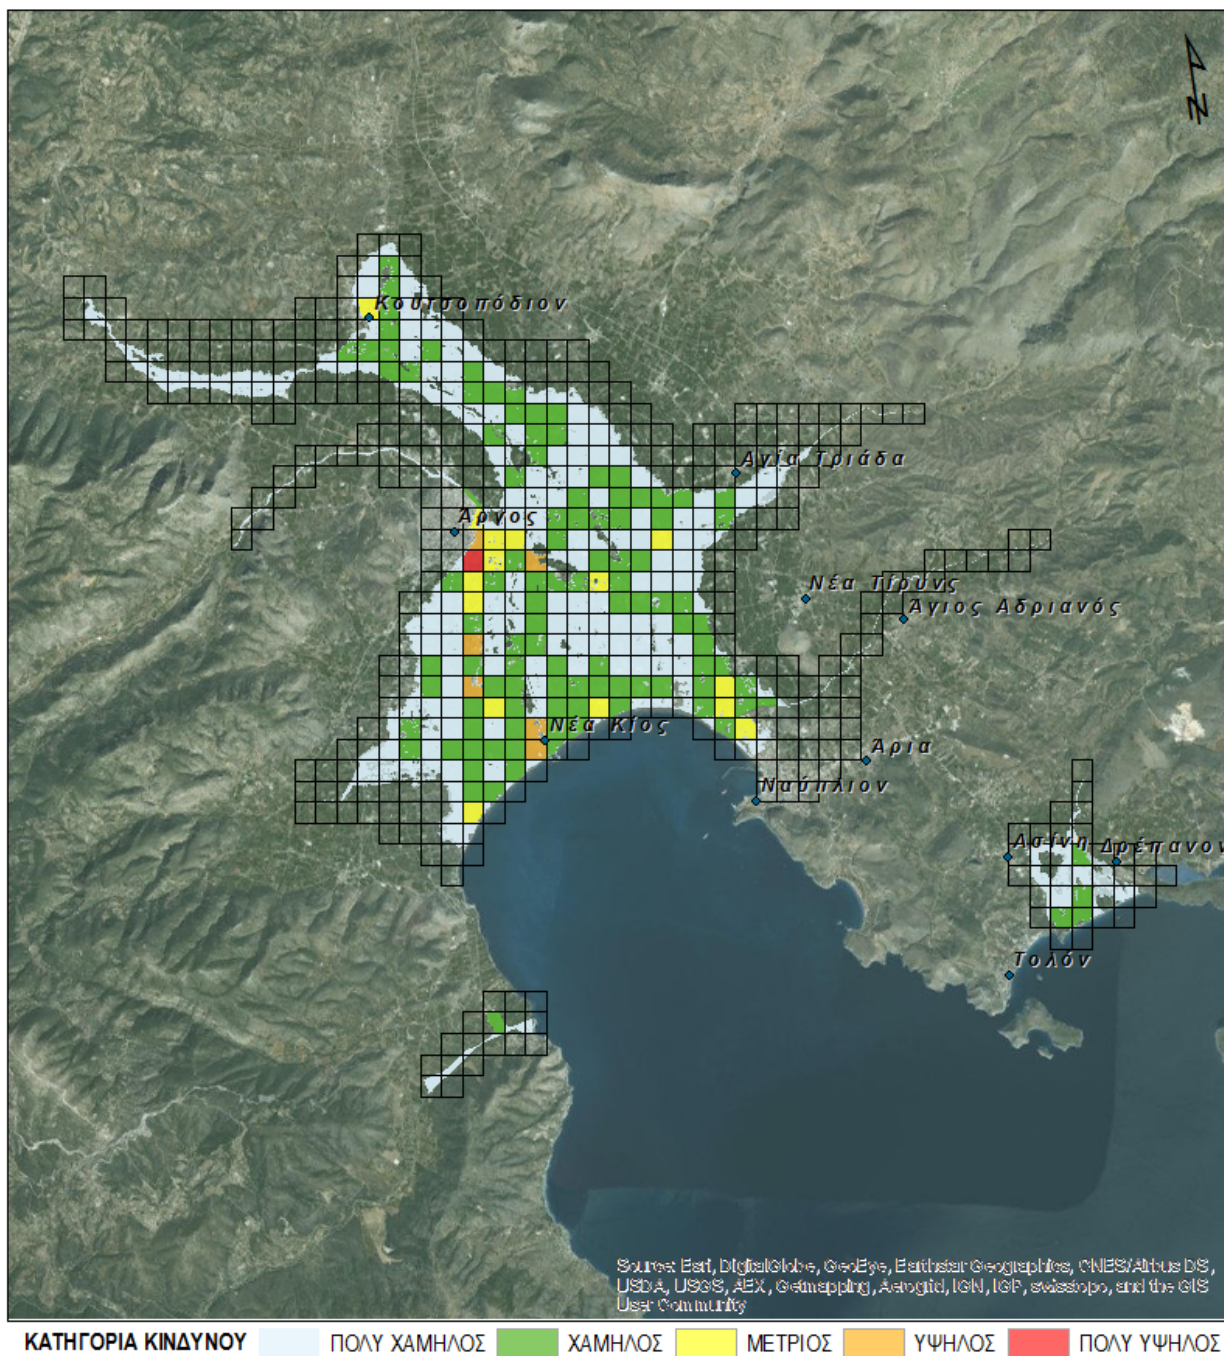 Κουτσοπόδιον
Αγία Τριάδα
Άργος
Νέα Τίρυνς
Άγιος Αδριανός
Νέα Κίος
Άρια
Ναύπλιον
Ασίνη
Δρέπανον
Τολόν
Source: Esri, DigitalGlobe, GeoEye, Earthstar Geographics, CNES/Airbus DS,
USDA, USGS, AEX, Getmapping, Aerogrid, IGN, IGP, swisstopo, and the GIS
User Community
ΚΑΤΗΓΟΡΙΑ ΚΙΝΔΥΝΟΥ ΠΟΛΥ ΧΑΜΗΛΟΣ ΧΑΜΗΛΟΣ ΜΕΤΡΙΟΣ ΥΨΗΛΟΣ ΠΟΛΥ ΥΨΗΛΟΣ